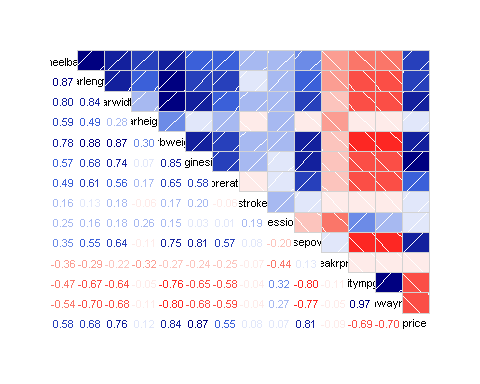 heelba
0.87 arleng
0.80 0.84 arwidt
0.59 0.49 0.28 arheig
0.78 0.88 0.87 0.30 bweig
0.57 0.68 0.74 0.07 0.85 ginesi
0.49 0.61 0.56 0.17 0.65 0.58 rerat
0.16 0.13 0.18 -0.06 0.17 0.20 -0.06 stroke
0.25 0.16 0.18 0.26 0.15 0.03 0.01 0.19 essio
0.35 0.55 0.64 -0.11 0.75 0.81 0.57 0.08 -0.20 sepov
-0.36 -0.29 -0.22 -0.32 -0.27 -0.24 -0.25 -0.07 -0.44 0.13 eakrpr
-0.47 -0.67 -0.64 -0.05 -0.76 -0.65 -0.58 -0.04 0.32 -0.80 -0.11 itympg
-0.54 -0.70 -0.68 -0.11 -0.80 -0.68 -0.59 -0.04 0.27 -0.77 -0.05 0.97 wayr
0.58 0.68 0.76 0.12 0.84 0.87 0.55 0.08 0.07 0.81 -0.09 -0.69 -0.70 price